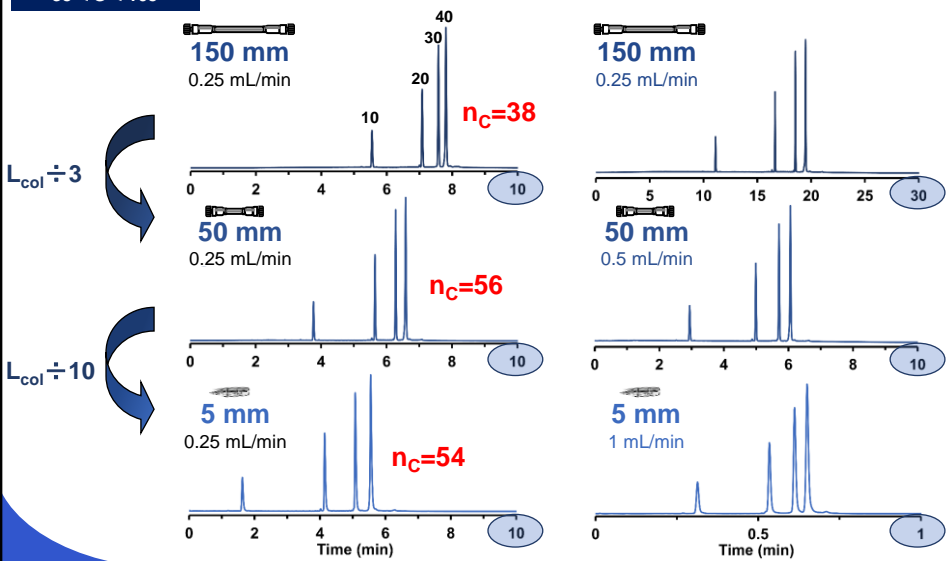 150 mm
0.25 mL/min
10
20
30
40
nC=38
0 2 4 6 8 10
150 mm
0.25 mL/min
0 5 10 15 20 25 30
Lcol ÷3
50 mm
0.25 mL/min
nC=56
0 2 4 6 8 10
50 mm
0.5 mL/min
0 2 4 6 8 10
Lcol ÷10
5 mm
0.25 mL/min
nC=54
0 2 4 6 8 10
Time (min)
5 mm
1 mL/min
0 0.5 1
Time (min)